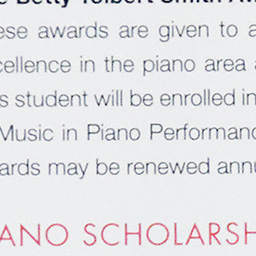 e Betty Tolbert Smith Aw
ese awards are given to a
cellence in the piano area a
s student will be enrolled in
Music in Piano Performanc
ards may be renewed annu
ANO SCHOLARSH